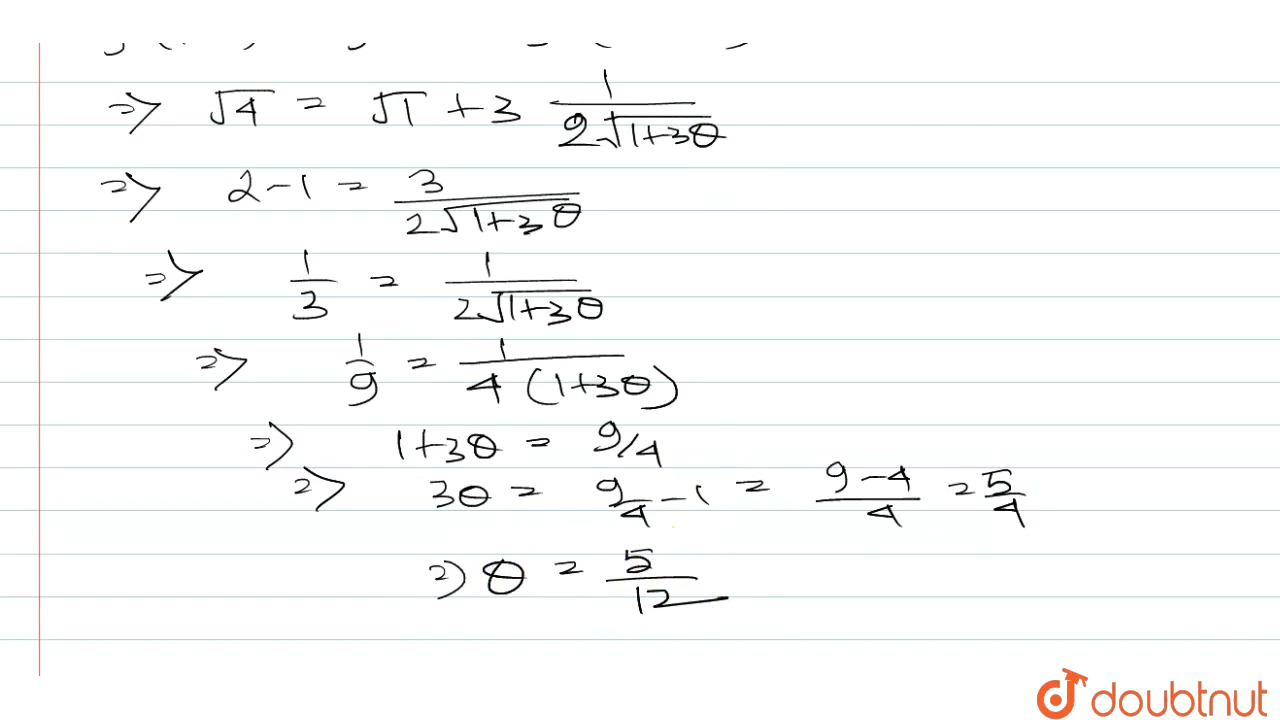 => √4 = √1 + 3 1/(2√(1+3θ))
=> 2-1 = 3/(2√(1+3θ))
=> 1/3 = 1/(2√(1+3θ))
=> 1/9 = 1/(4(1+3θ))
=> 1+3θ = 9/4
=> 3θ = 9/4 - 1 = (9-4)/4 = 5/4
=> θ = 5/12
doubtnut